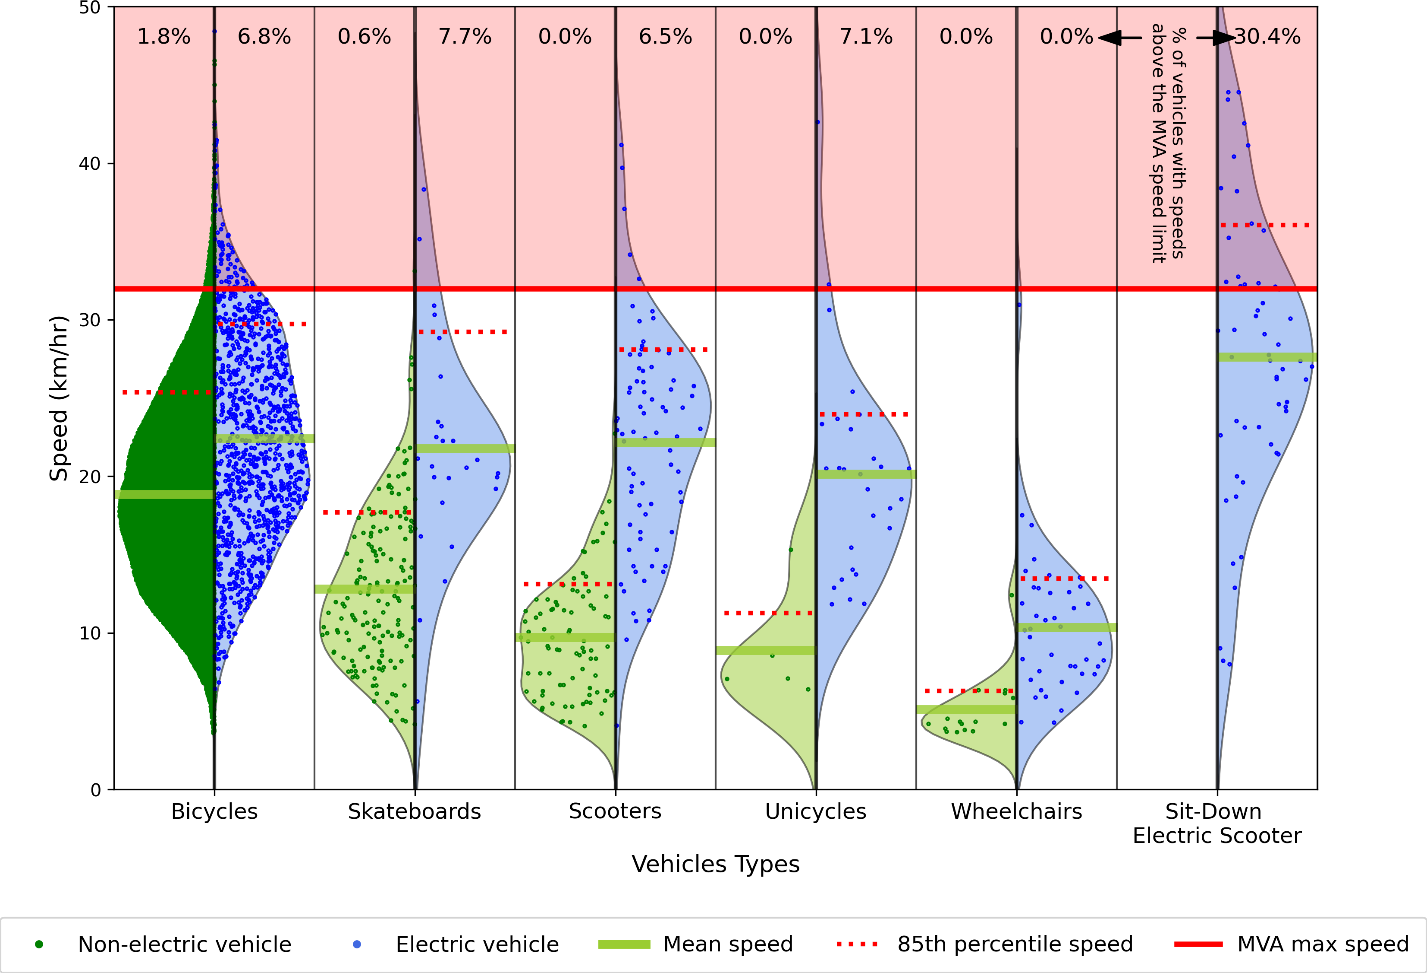 50
1.8%
6.8%
0.6%
7.7%
0.0%
6.5%
0.0%
7.1%
0.0%
0.0%
30.4%
% of vehicles with speeds
above the MVA speed limit
40
30
20
10
0
Speed (km/hr)
Bicycles
Skateboards
Scooters
Unicycles
Wheelchairs
Sit-Down
Electric Scooter
Vehicles Types
Non-electric vehicle
Electric vehicle
Mean speed
85th percentile speed
MVA max speed